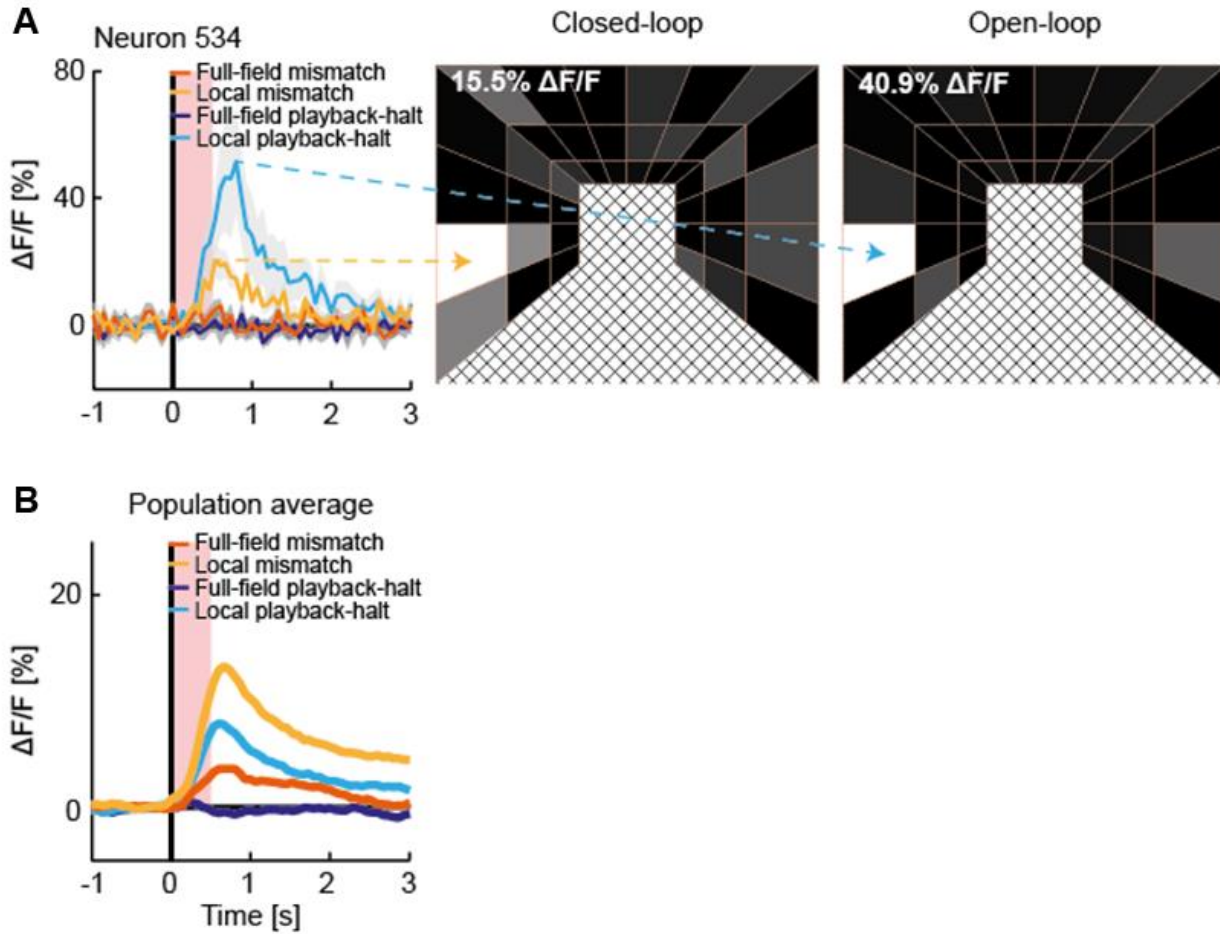 A
Neuron 534
Closed-loop
Open-loop
80
40
0
ΔF/F [%]
Full-field mismatch
Local mismatch
Full-field playback-halt
Local playback-halt
-1 0 1 2 3
15.5% ΔF/F
40.9% ΔF/F
B
Population average
20
0
ΔF/F [%]
Full-field mismatch
Local mismatch
Full-field playback-halt
Local playback-halt
-1 0 1 2 3
Time [s]